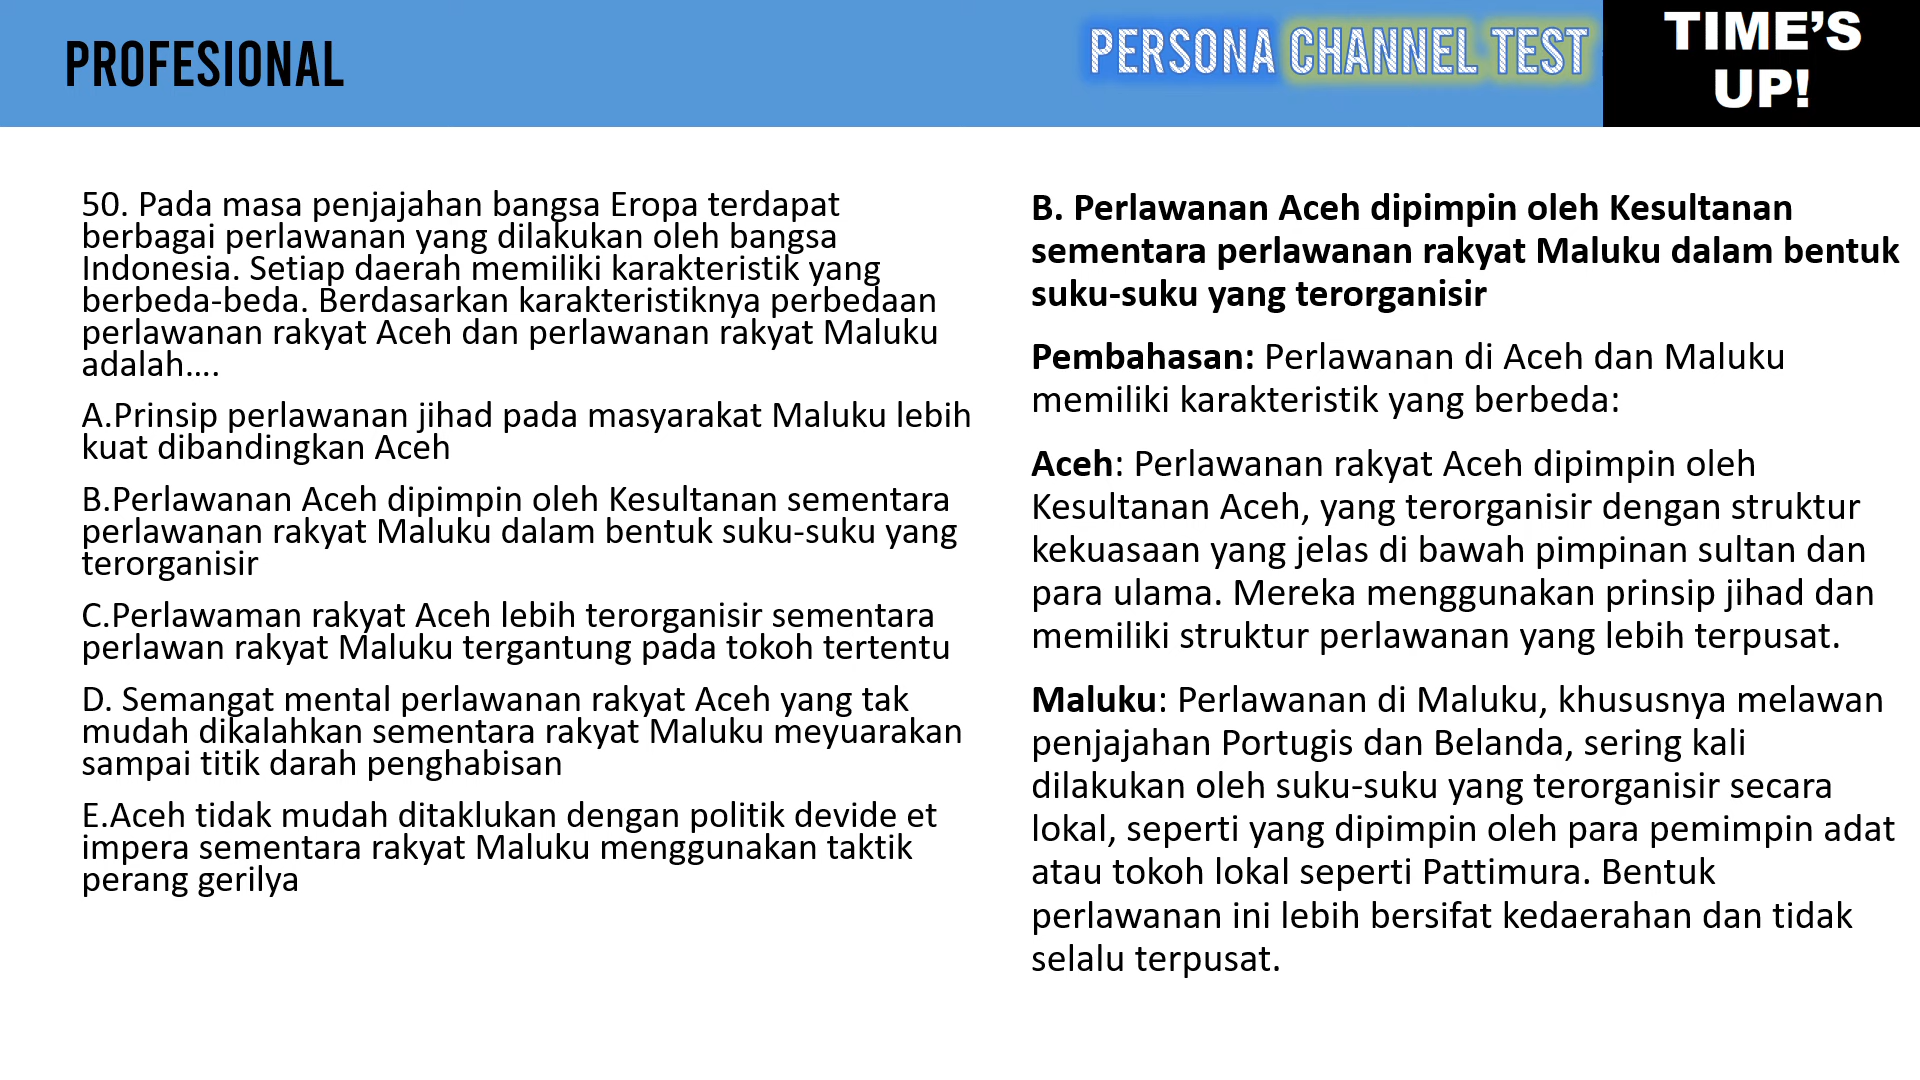 PROFESIONAL
PERSONA CHANNEL TEST
TIME'S
UP!
50. Pada masa penjajahan bangsa Eropa terdapat
berbagai perlawanan yang dilakukan oleh bangsa
Indonesia. Setiap daerah memiliki karakteristik yang
berbeda-beda. Berdasarkan karakteristiknya perbedaan
perlawanan rakyat Aceh dan perlawanan rakyat Maluku
adalah….
A.Prinsip perlawanan jihad pada masyarakat Maluku lebih
kuat dibandingkan Aceh
B.Perlawanan Aceh dipimpin oleh Kesultanan sementara
perlawanan rakyat Maluku dalam bentuk suku-suku yang
terorganisir
C.Perlawaman rakyat Aceh lebih terorganisir sementara
perlawan rakyat Maluku tergantung pada tokoh tertentu
D. Semangat mental perlawanan rakyat Aceh yang tak
mudah dikalahkan sementara rakyat Maluku meyuarakan
sampai titik darah penghabisan
E.Aceh tidak mudah ditaklukan dengan politik devide et
impera sementara rakyat Maluku menggunakan taktik
perang gerilya
B. Perlawanan Aceh dipimpin oleh Kesultanan
sementara perlawanan rakyat Maluku dalam bentuk
suku-suku yang terorganisir
Pembahasan: Perlawanan di Aceh dan Maluku
memiliki karakteristik yang berbeda:
Aceh: Perlawanan rakyat Aceh dipimpin oleh
Kesultanan Aceh, yang terorganisir dengan struktur
kekuasaan yang jelas di bawah pimpinan sultan dan
para ulama. Mereka menggunakan prinsip jihad dan
memiliki struktur perlawanan yang lebih terpusat.
Maluku: Perlawanan di Maluku, khususnya melawan
penjajahan Portugis dan Belanda, sering kali
dilakukan oleh suku-suku yang terorganisir secara
lokal, seperti yang dipimpin oleh para pemimpin adat
atau tokoh lokal seperti Pattimura. Bentuk
perlawanan ini lebih bersifat kedaerahan dan tidak
selalu terpusat.